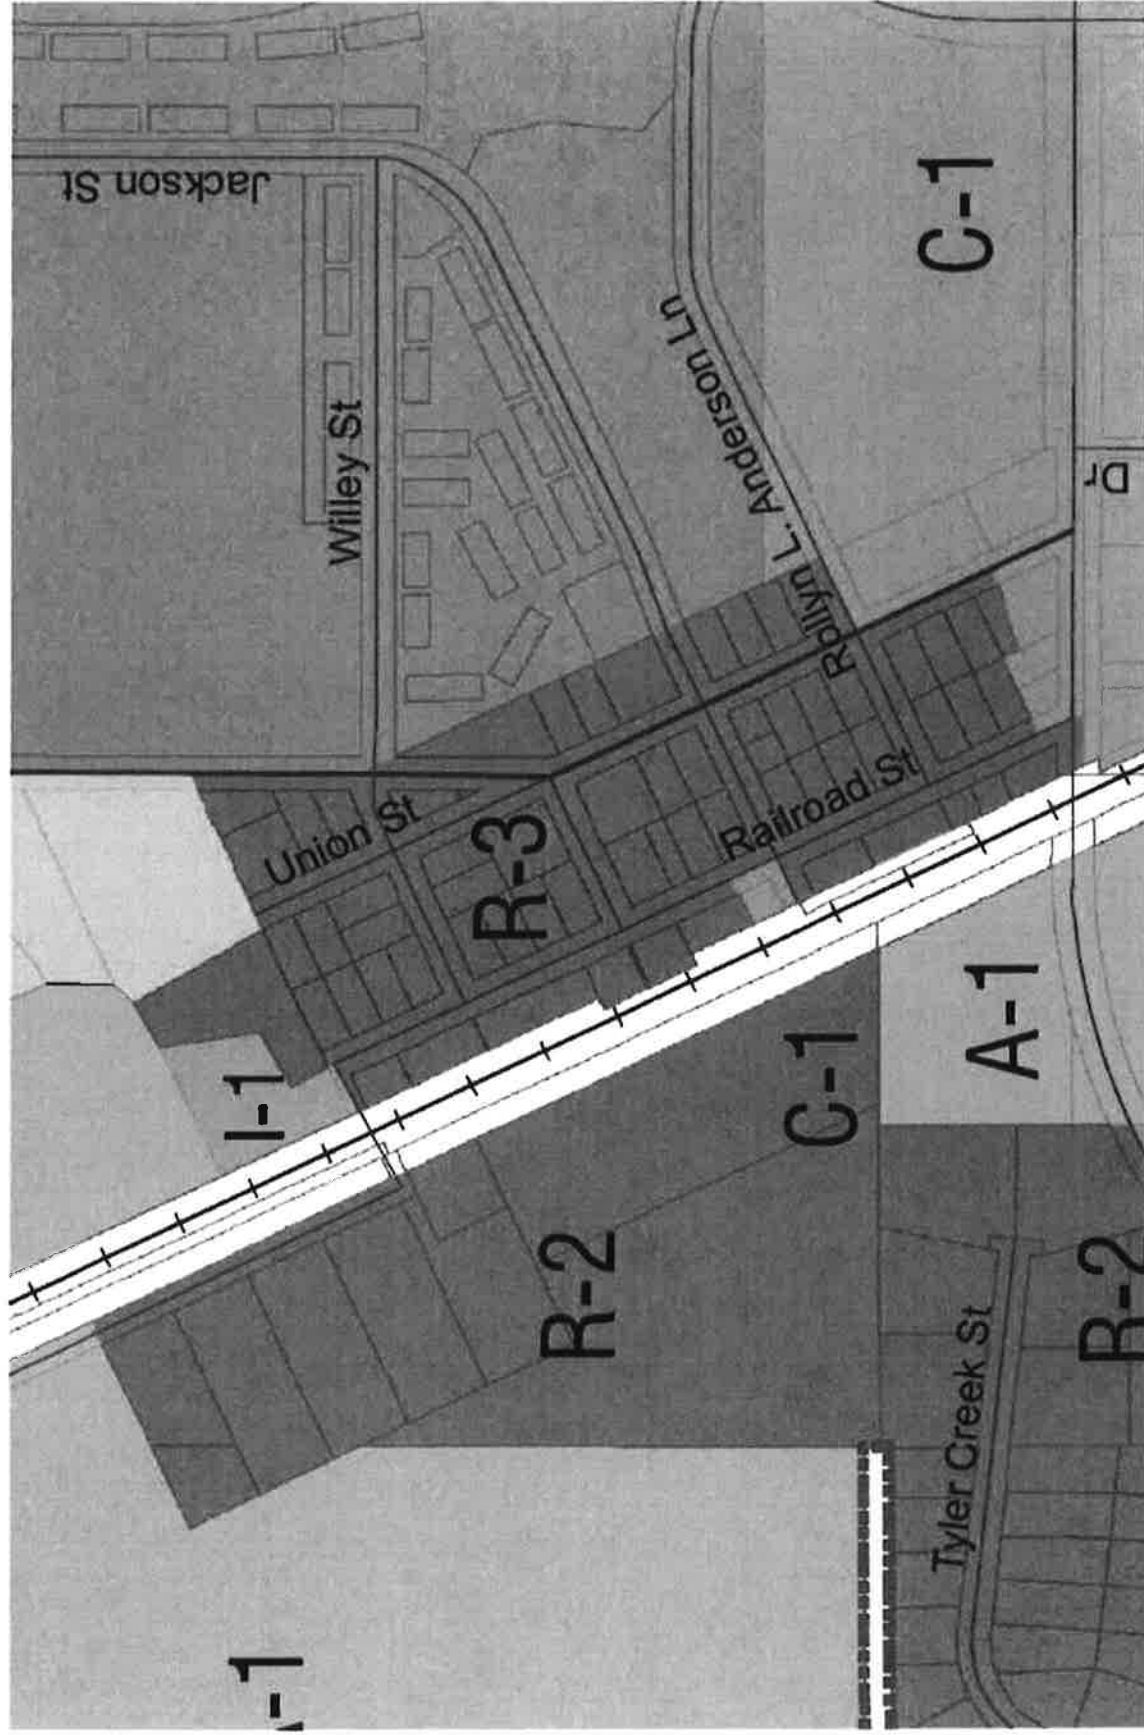 Jackson St
Willey St
C-1
Rollyn L. Anderson Ln
Dr
Union St
Railroad St
R-3
I-1
A-1
C-1
R-2
R-2
Tyler Creek St
-1